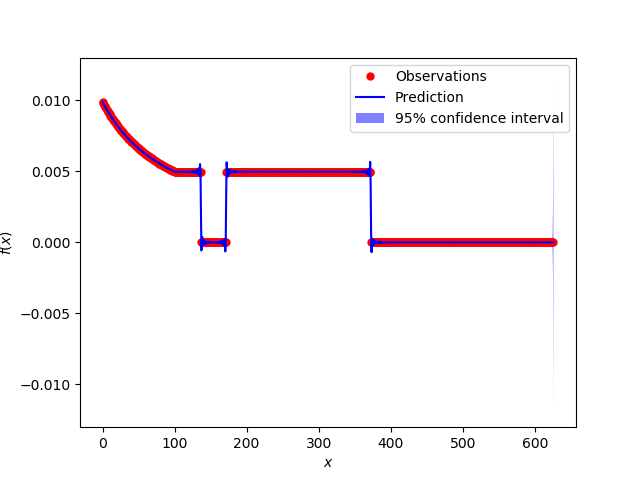 Observations
Prediction
95% confidence interval
0.010
0.005
0.000
−0.005
−0.010
f(x)
0 100 200 300 400 500 600
x